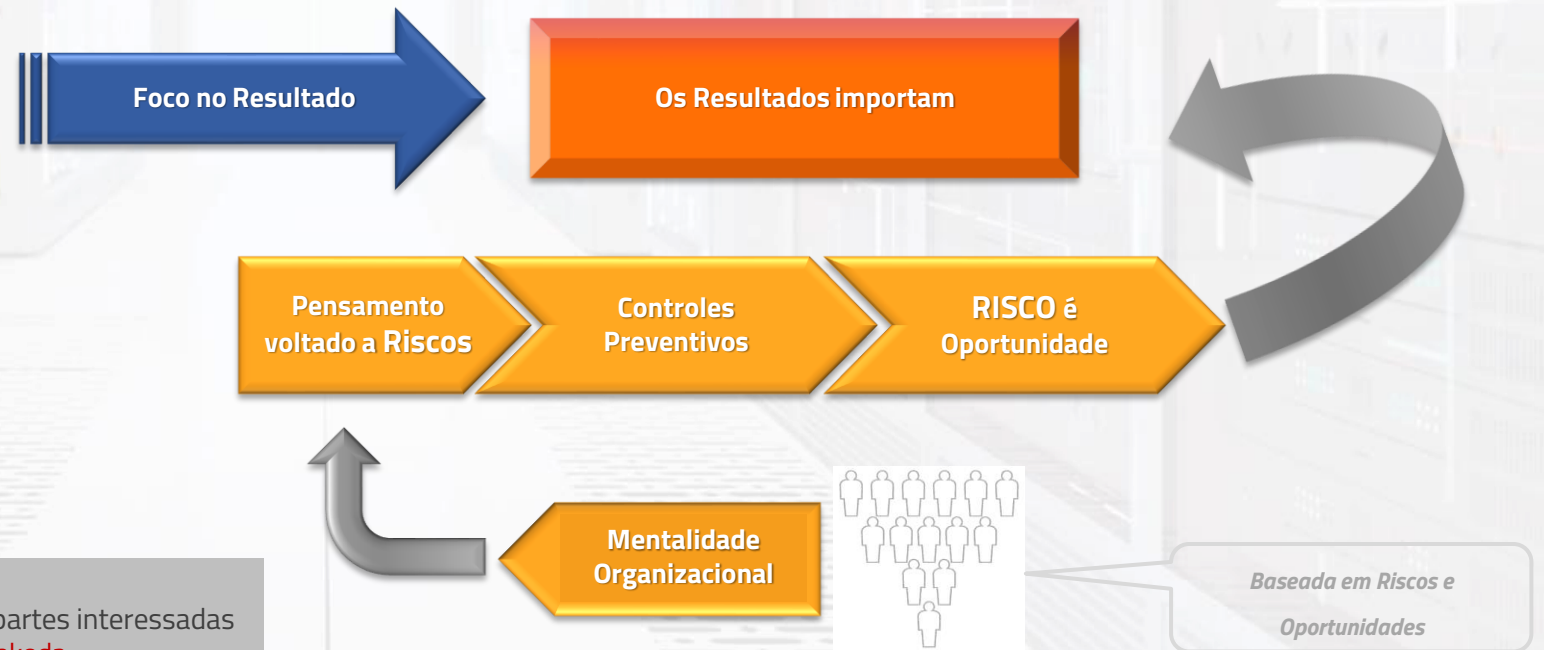 Foco no Resultado
Os Resultados importam
Pensamento
voltado a Riscos
Controles
Preventivos
RISCO é
Oportunidade
Mentalidade
Organizacional
Baseada em Riscos e
Oportunidades
partes interessadas